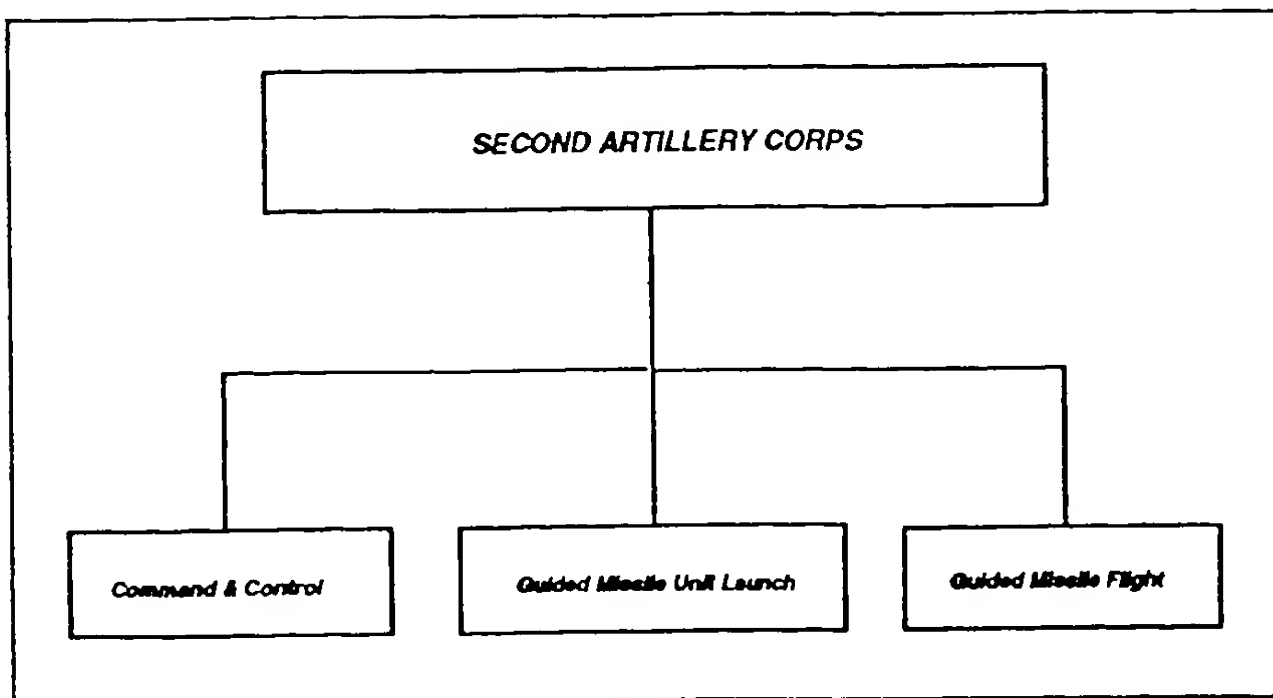 SECOND ARTILLERY CORPS
Command & Control
Guided Missile Unit Launch
Guided Missile Flight